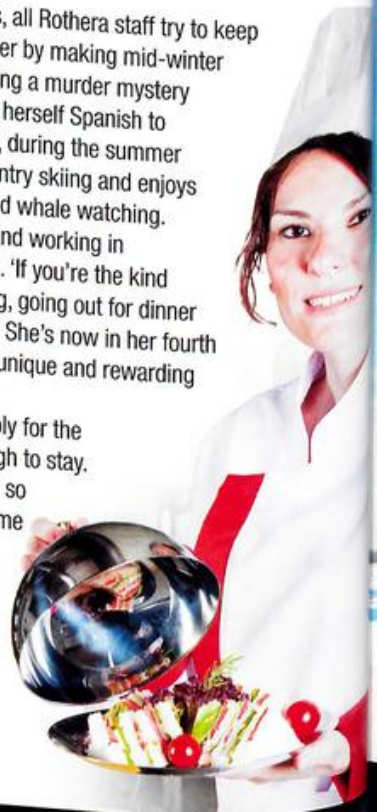 , all Rothera staff try to keep
er by making mid-winter
ng a murder mystery
herself Spanish to
, during the summer
ntry skiing and enjoys
d whale watching.
nd working in
. 'If you're the kind
g, going out for dinner
She's now in her fourth
unique and rewarding
ly for the
gh to stay.
so
me